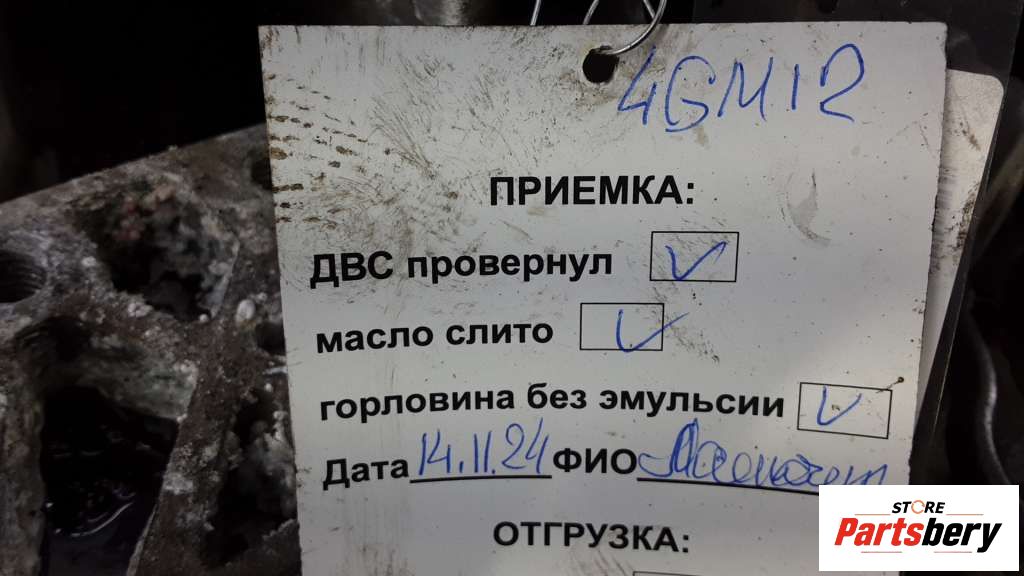 4GM12
ПРИЕМКА:
ДВС провернул
масло слито
горловина без эмульсии
Дата 14.11.24 ФИО
ОТГРУЗКА:
STORE
Partsbery